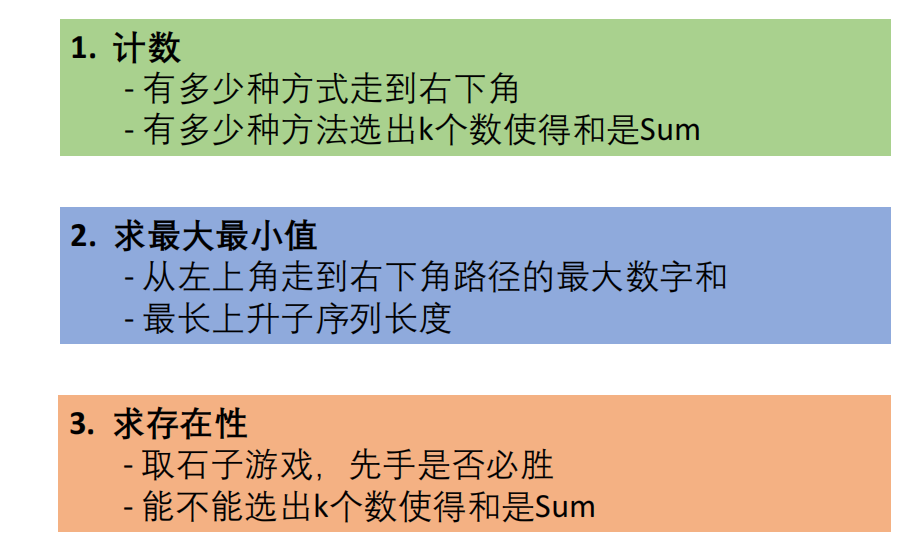 1. 计数
- 有多少种方式走到右下角
- 有多少种方法选出k个数使得和是Sum
2. 求最大最小值
- 从左上角走到右下角路径的最大数字和
- 最长上升子序列长度
3. 求存在性
- 取石子游戏，先手是否必胜
- 能不能选出k个数使得和是Sum